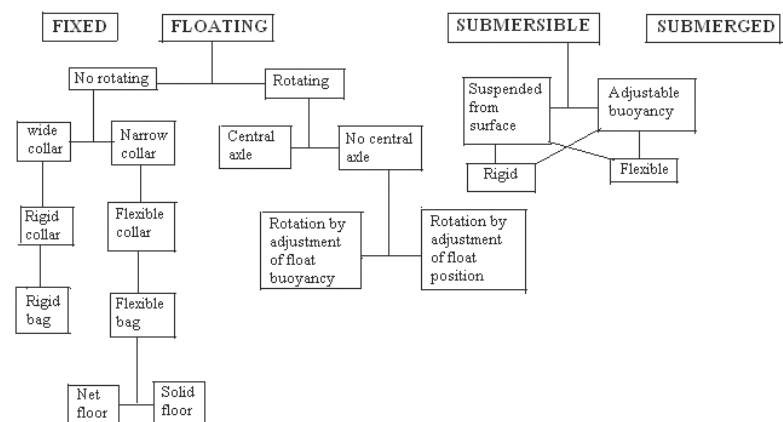 FIXED
FLOATING
SUBMERSIBLE
SUBMERGED
No rotating
Rotating
Suspended
from
surface
Adjustable
buoyancy
wide
collar
Narrow
collar
Central
axle
No central
axle
Rigid
Flexible
Rigid
collar
Flexible
collar
Rotation by
adjustment
of float
buoyancy
Rotation by
adjustment
of float
position
Rigid
bag
Flexible
bag
Net
floor
Solid
floor